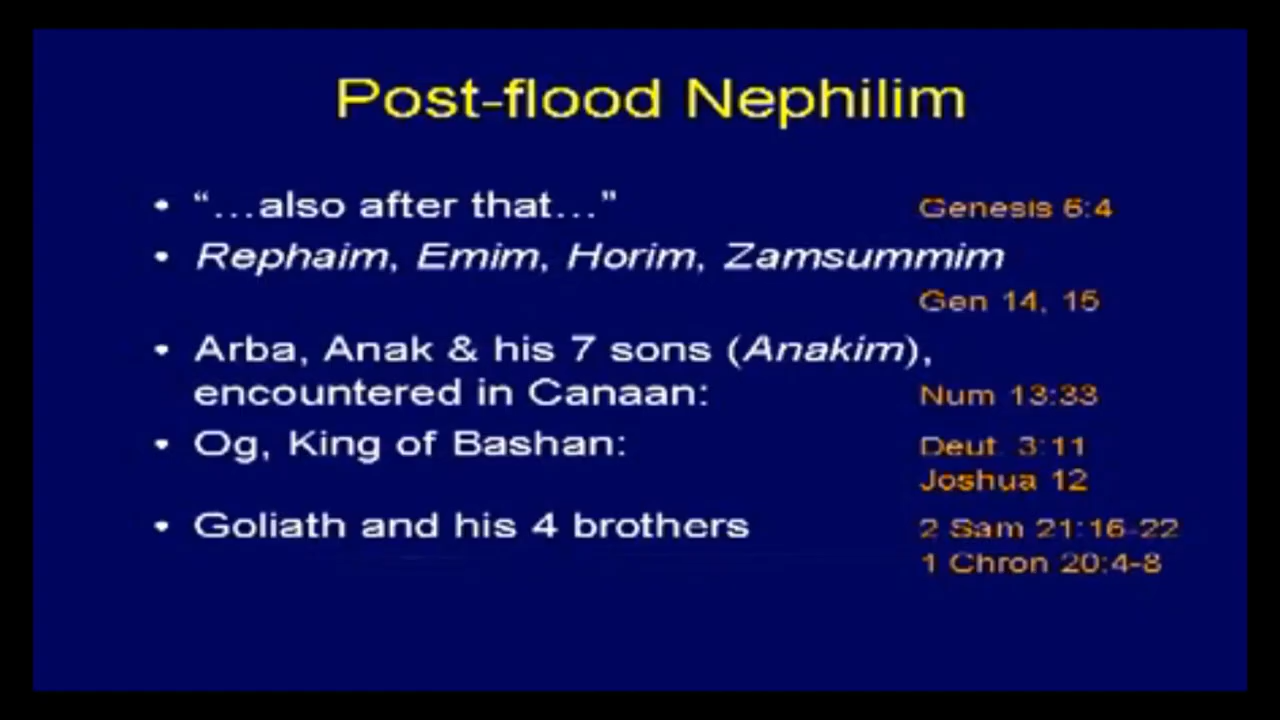 Post-flood Nephilim
• “…also after that…” Genesis 6:4
• Rephaim, Emim, Horim, Zamsummim
Gen 14, 15
• Arba, Anak & his 7 sons (Anakim),
encountered in Canaan: Num 13:33
• Og, King of Bashan: Deut. 3:11
Joshua 12
• Goliath and his 4 brothers 2 Sam 21:16-22
1 Chron 20:4-8